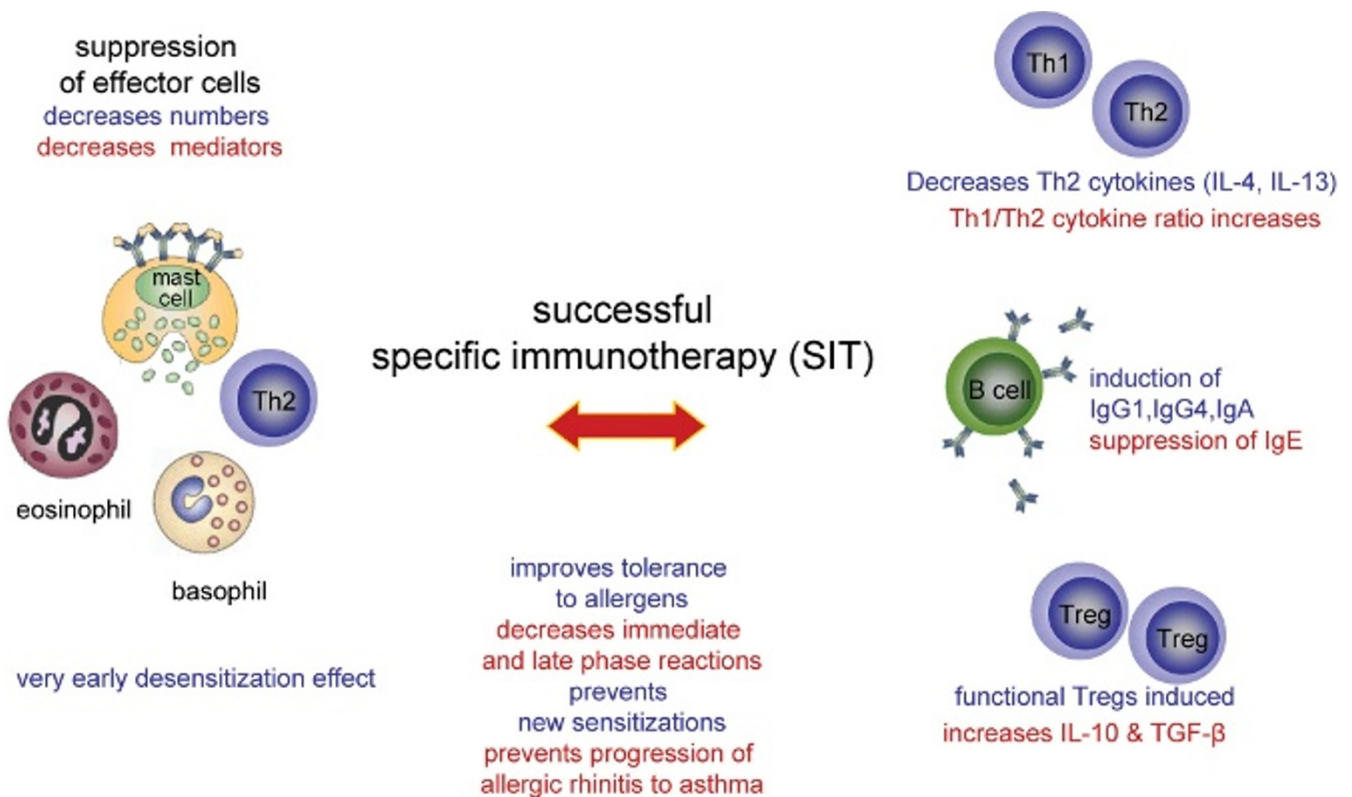 suppression
of effector cells
decreases numbers
decreases mediators
mast
cell
Th2
eosinophil
basophil
very early desensitization effect
successful
specific immunotherapy (SIT)
improves tolerance
to allergens
decreases immediate
and late phase reactions
prevents
new sensitizations
prevents progression of
allergic rhinitis to asthma
Th1
Th2
Decreases Th2 cytokines (IL-4, IL-13)
Th1/Th2 cytokine ratio increases
B cell
induction of
IgG1,IgG4,IgA
suppression of IgE
Treg
Treg
functional Tregs induced
increases IL-10 & TGF-β